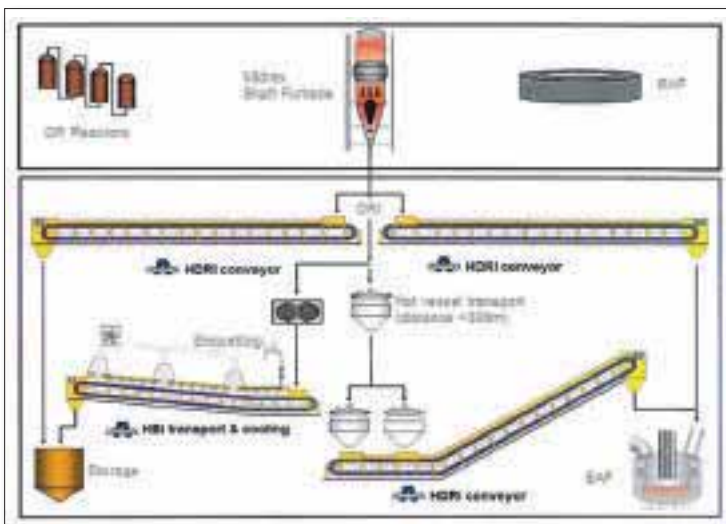 DR Reactors
Midrex
Shaft Furnace
RHF
DRI
HDRI conveyor
HDRI conveyor
Hot vessel transport
(distance <300m)
Briquetting
HBI transport & cooling
Storage
HDRI conveyor
EAF